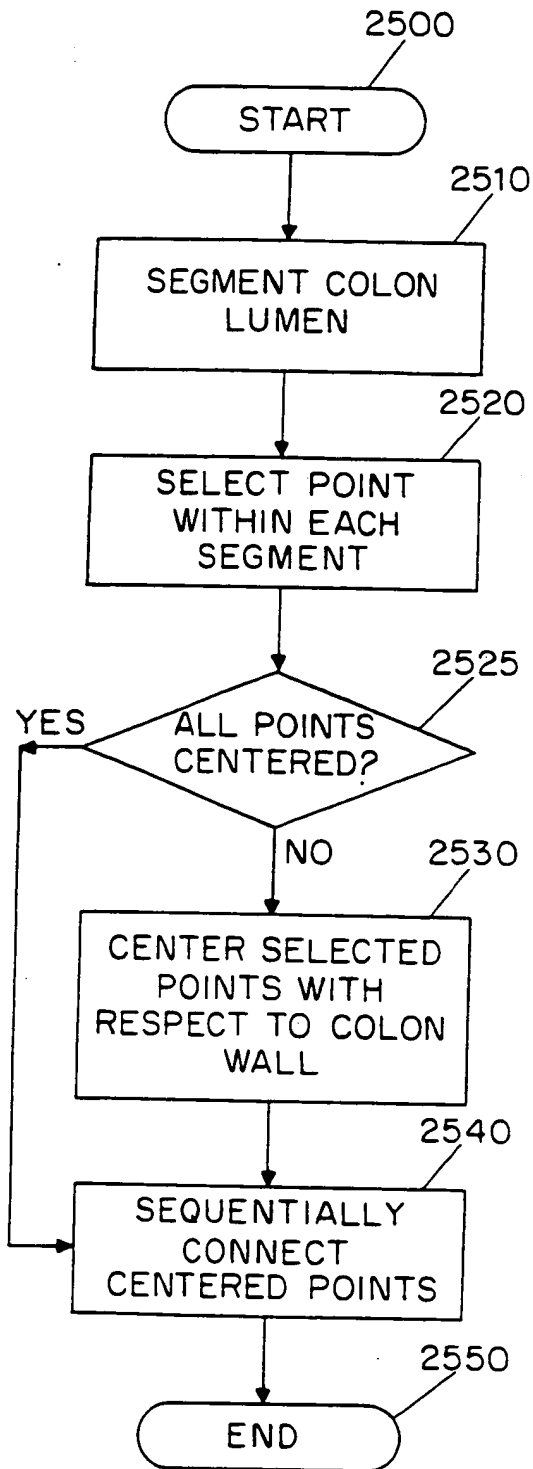 2500
START
2510
SEGMENT COLON
LUMEN
2520
SELECT POINT
WITHIN EACH
SEGMENT
2525
YES
ALL POINTS
CENTERED?
NO
2530
CENTER SELECTED
POINTS WITH
RESPECT TO COLON
WALL
2540
SEQUENTIALLY
CONNECT
CENTERED POINTS
2550
END